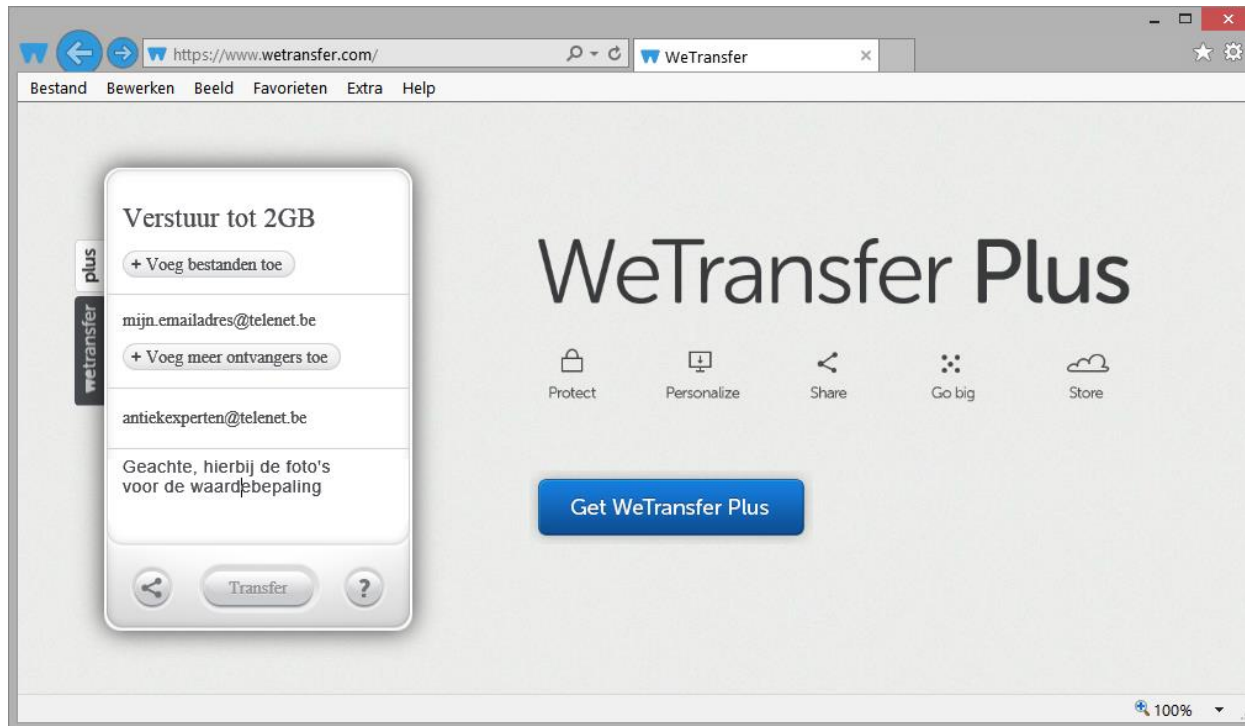 https://www.wetransfer.com/
WeTransfer
Bestand Bewerken Beeld Favorieten Extra Help
Verstuur tot 2GB
+ Voeg bestanden toe
mijn.emailadres@telenet.be
+ Voeg meer ontvangers toe
antiekexperten@telenet.be
Geachte, hierbij de foto's
voor de waardebepaling
Transfer
?
plus
wetransfer
WeTransfer Plus
Protect Personalize Share Go big Store
Get WeTransfer Plus
100%